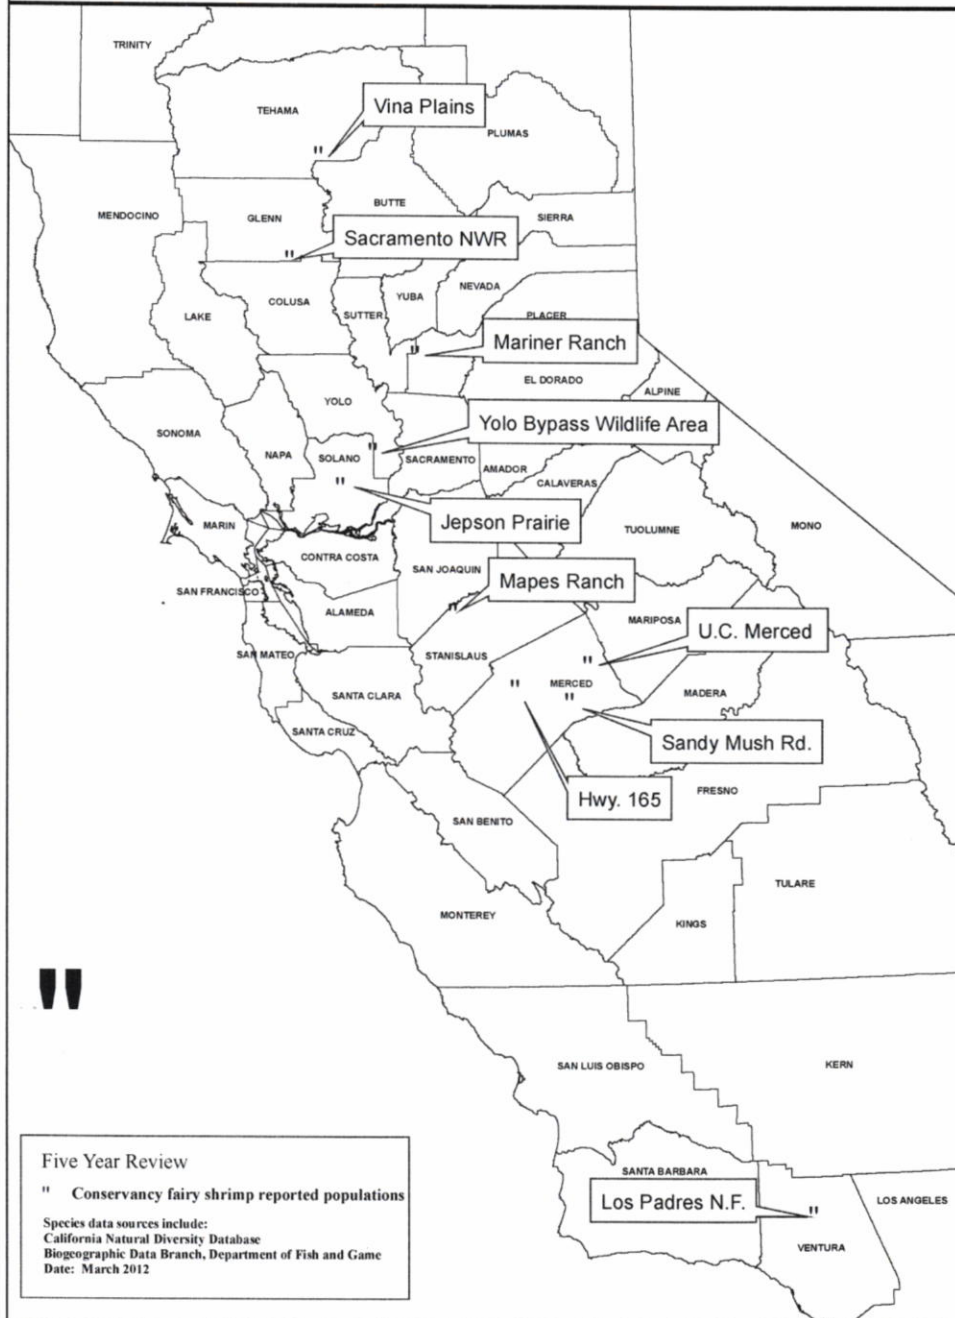 TRINITY
TEHAMA
Vina Plains
"
PLUMAS
BUTTE
MENDOCINO
GLENN
SIERRA
Sacramento NWR
"
NEVADA
YUBA
COLUSA
SUTTER
LAKE
PLACER
Mariner Ranch
"
EL DORADO
ALPINE
YOLO
Yolo Bypass Wildlife Area
SONOMA
"
NAPA
SOLANO
SACRAMENTO
AMADOR
CALAVERAS
"
Jepson Prairie
MARIN
TUOLUMNE
MONO
CONTRA COSTA
SAN JOAQUIN
Mapes Ranch
SAN FRANCISCO
"
ALAMEDA
MARIPOSA
U.C. Merced
SAN MATEO
STANISLAUS
"
MERCED
"
SANTA CLARA
MADERA
"
SANTA CRUZ
Sandy Mush Rd.
FRESNO
Hwy. 165
SAN BENITO
TULARE
MONTEREY
KINGS
"
SAN LUIS OBISPO
KERN
SANTA BARBARA
Los Padres N.F.
LOS ANGELES
"
VENTURA
Five Year Review
" Conservancy fairy shrimp reported populations
Species data sources include:
California Natural Diversity Database
Biogeographic Data Branch, Department of Fish and Game
Date: March 2012